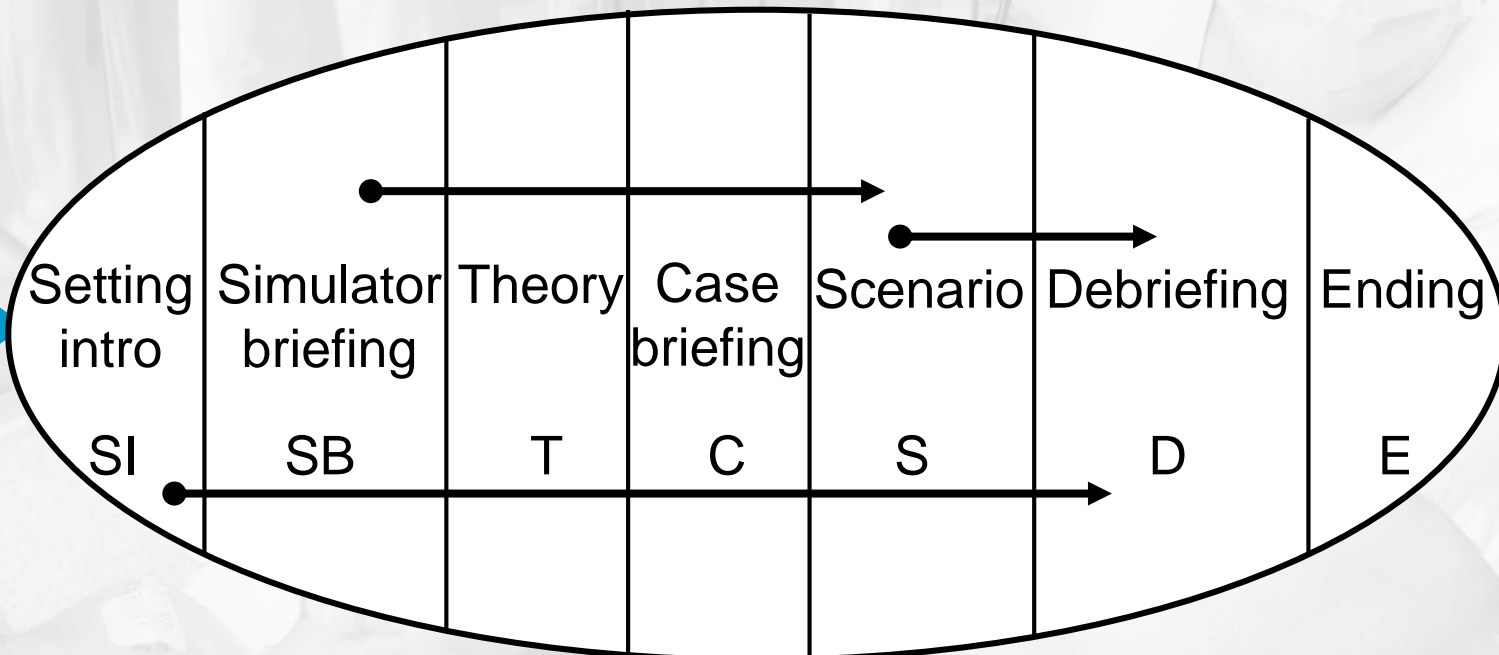 Setting intro
Simulator briefing
Theory
Case briefing
Scenario
Debriefing
Ending
SI
SB
T
C
S
D
E